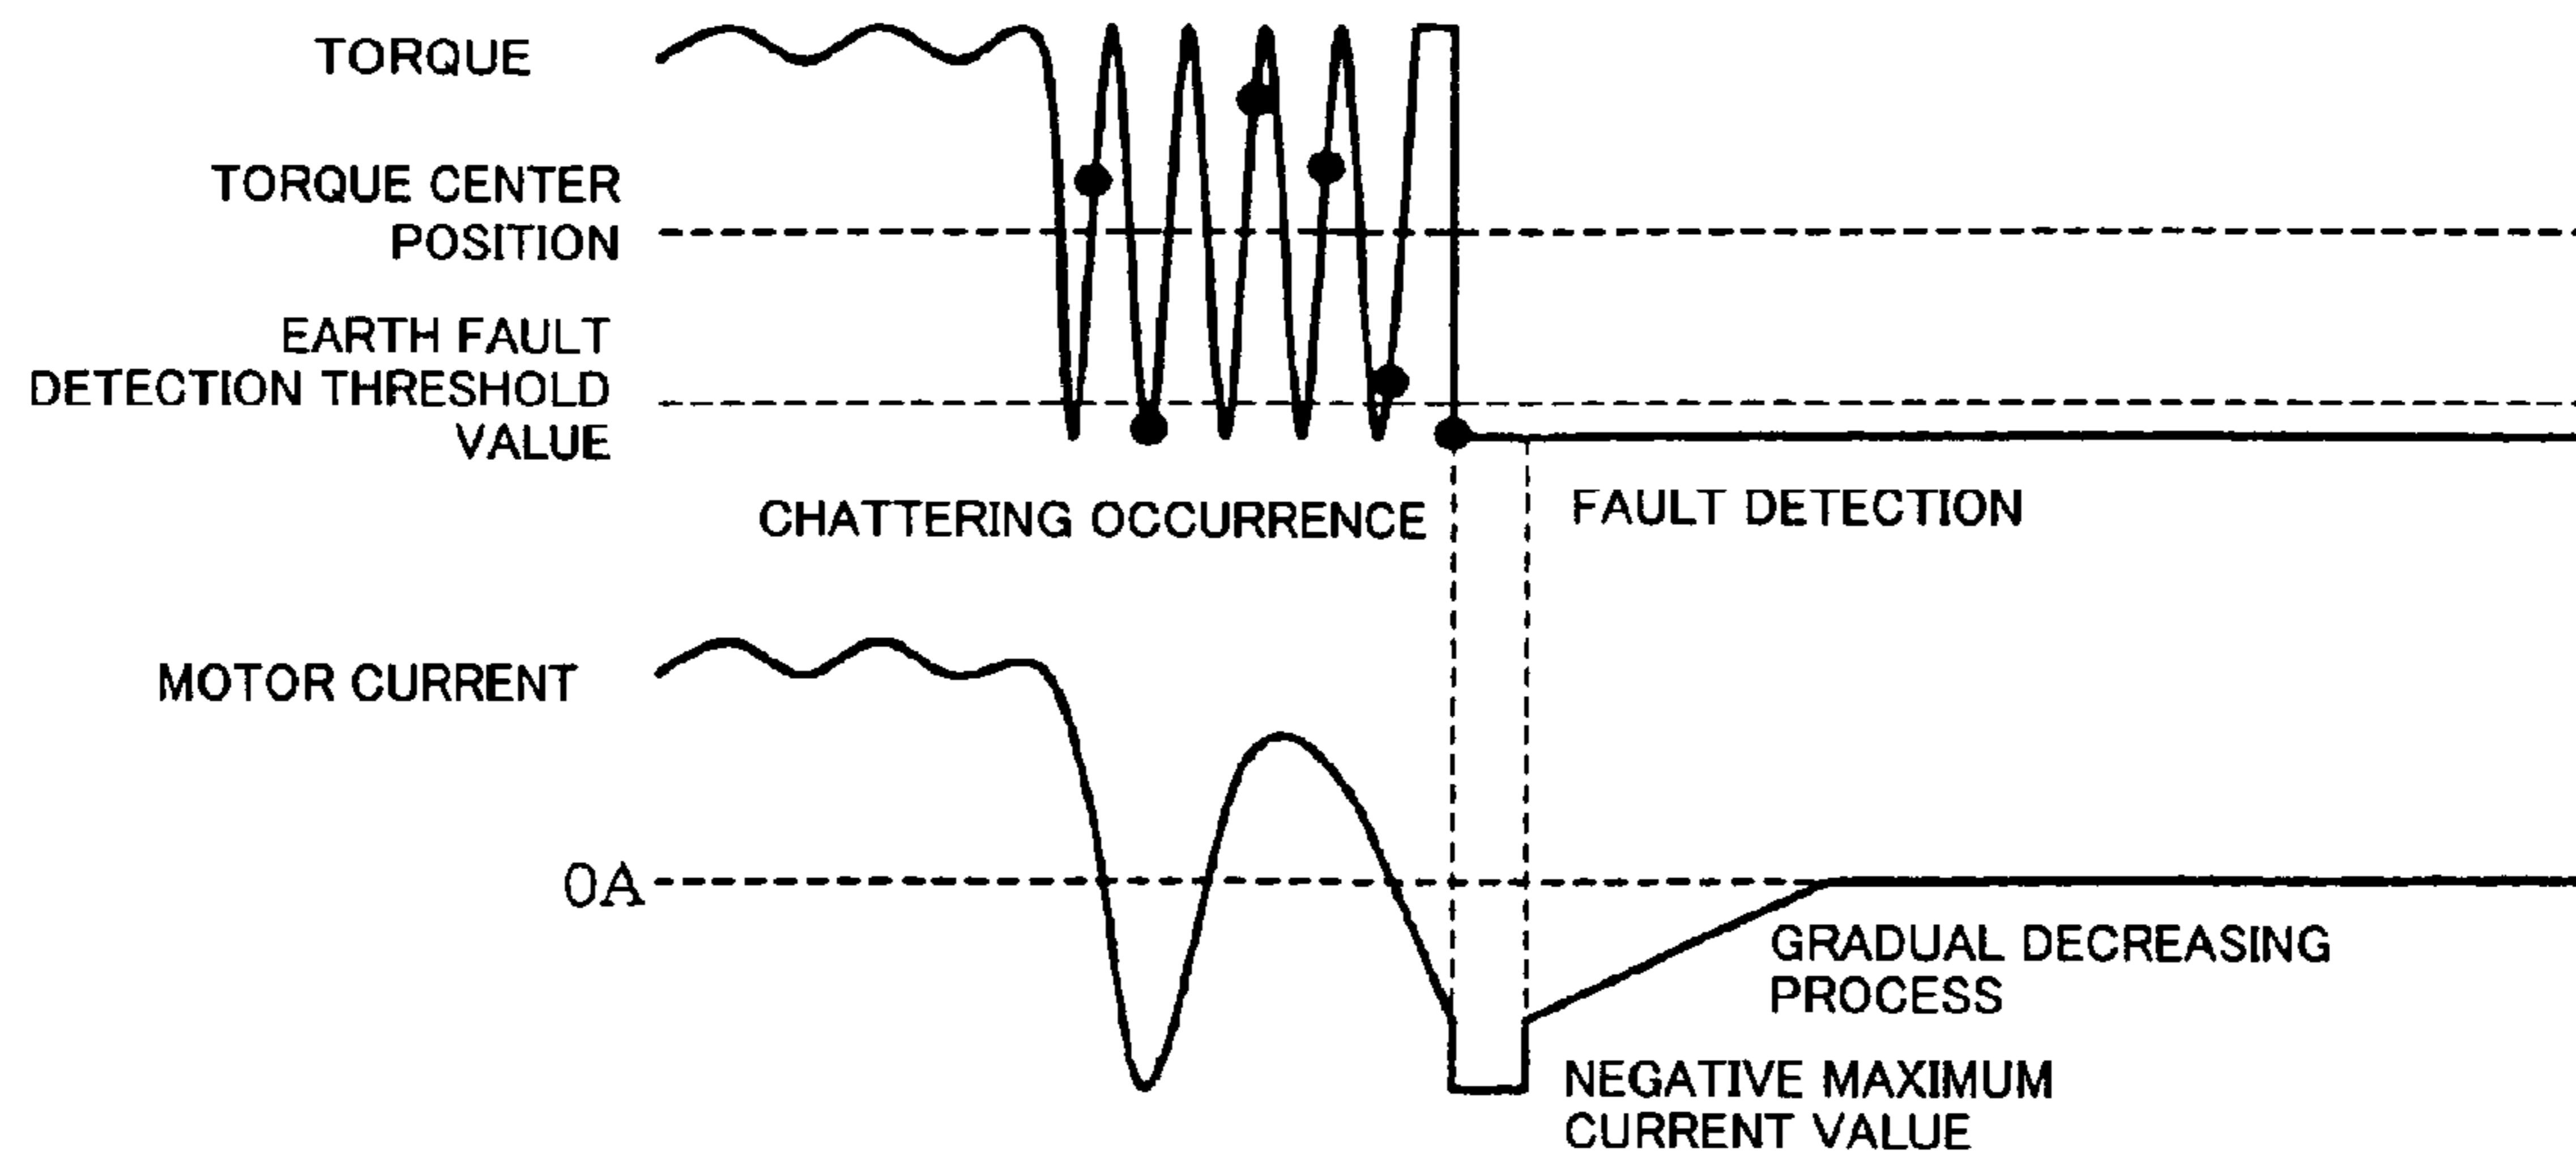 TORQUE
TORQUE CENTER
POSITION
EARTH FAULT
DETECTION THRESHOLD
VALUE
CHATTERING OCCURRENCE
FAULT DETECTION
MOTOR CURRENT
0A
GRADUAL DECREASING
PROCESS
NEGATIVE MAXIMUM
CURRENT VALUE